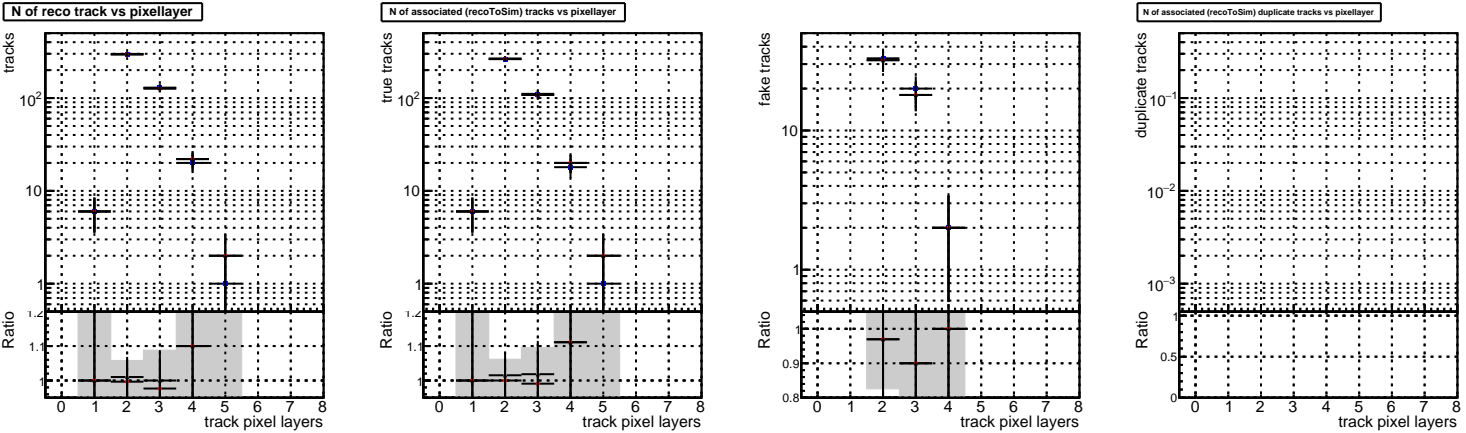 N of reco track vs pixellayer
tracks
10²
10
1
Ratio
1.2
1.1
1
0 1 2 3 4 5 6 7 8
track pixel layers
N of associated (recoToSim) tracks vs pixellayer
true tracks
10²
10
1
Ratio
1.2
1.1
1
0 1 2 3 4 5 6 7 8
track pixel layers
fake tracks
10
1
Ratio
1
0.9
0.8
0 1 2 3 4 5 6 7 8
track pixel layers
N of associated (recoToSim) duplicate tracks vs pixellayer
duplicate tracks
10⁻¹
10⁻²
10⁻³
Ratio
1
0.5
0
0 1 2 3 4 5 6 7 8
track pixel layers